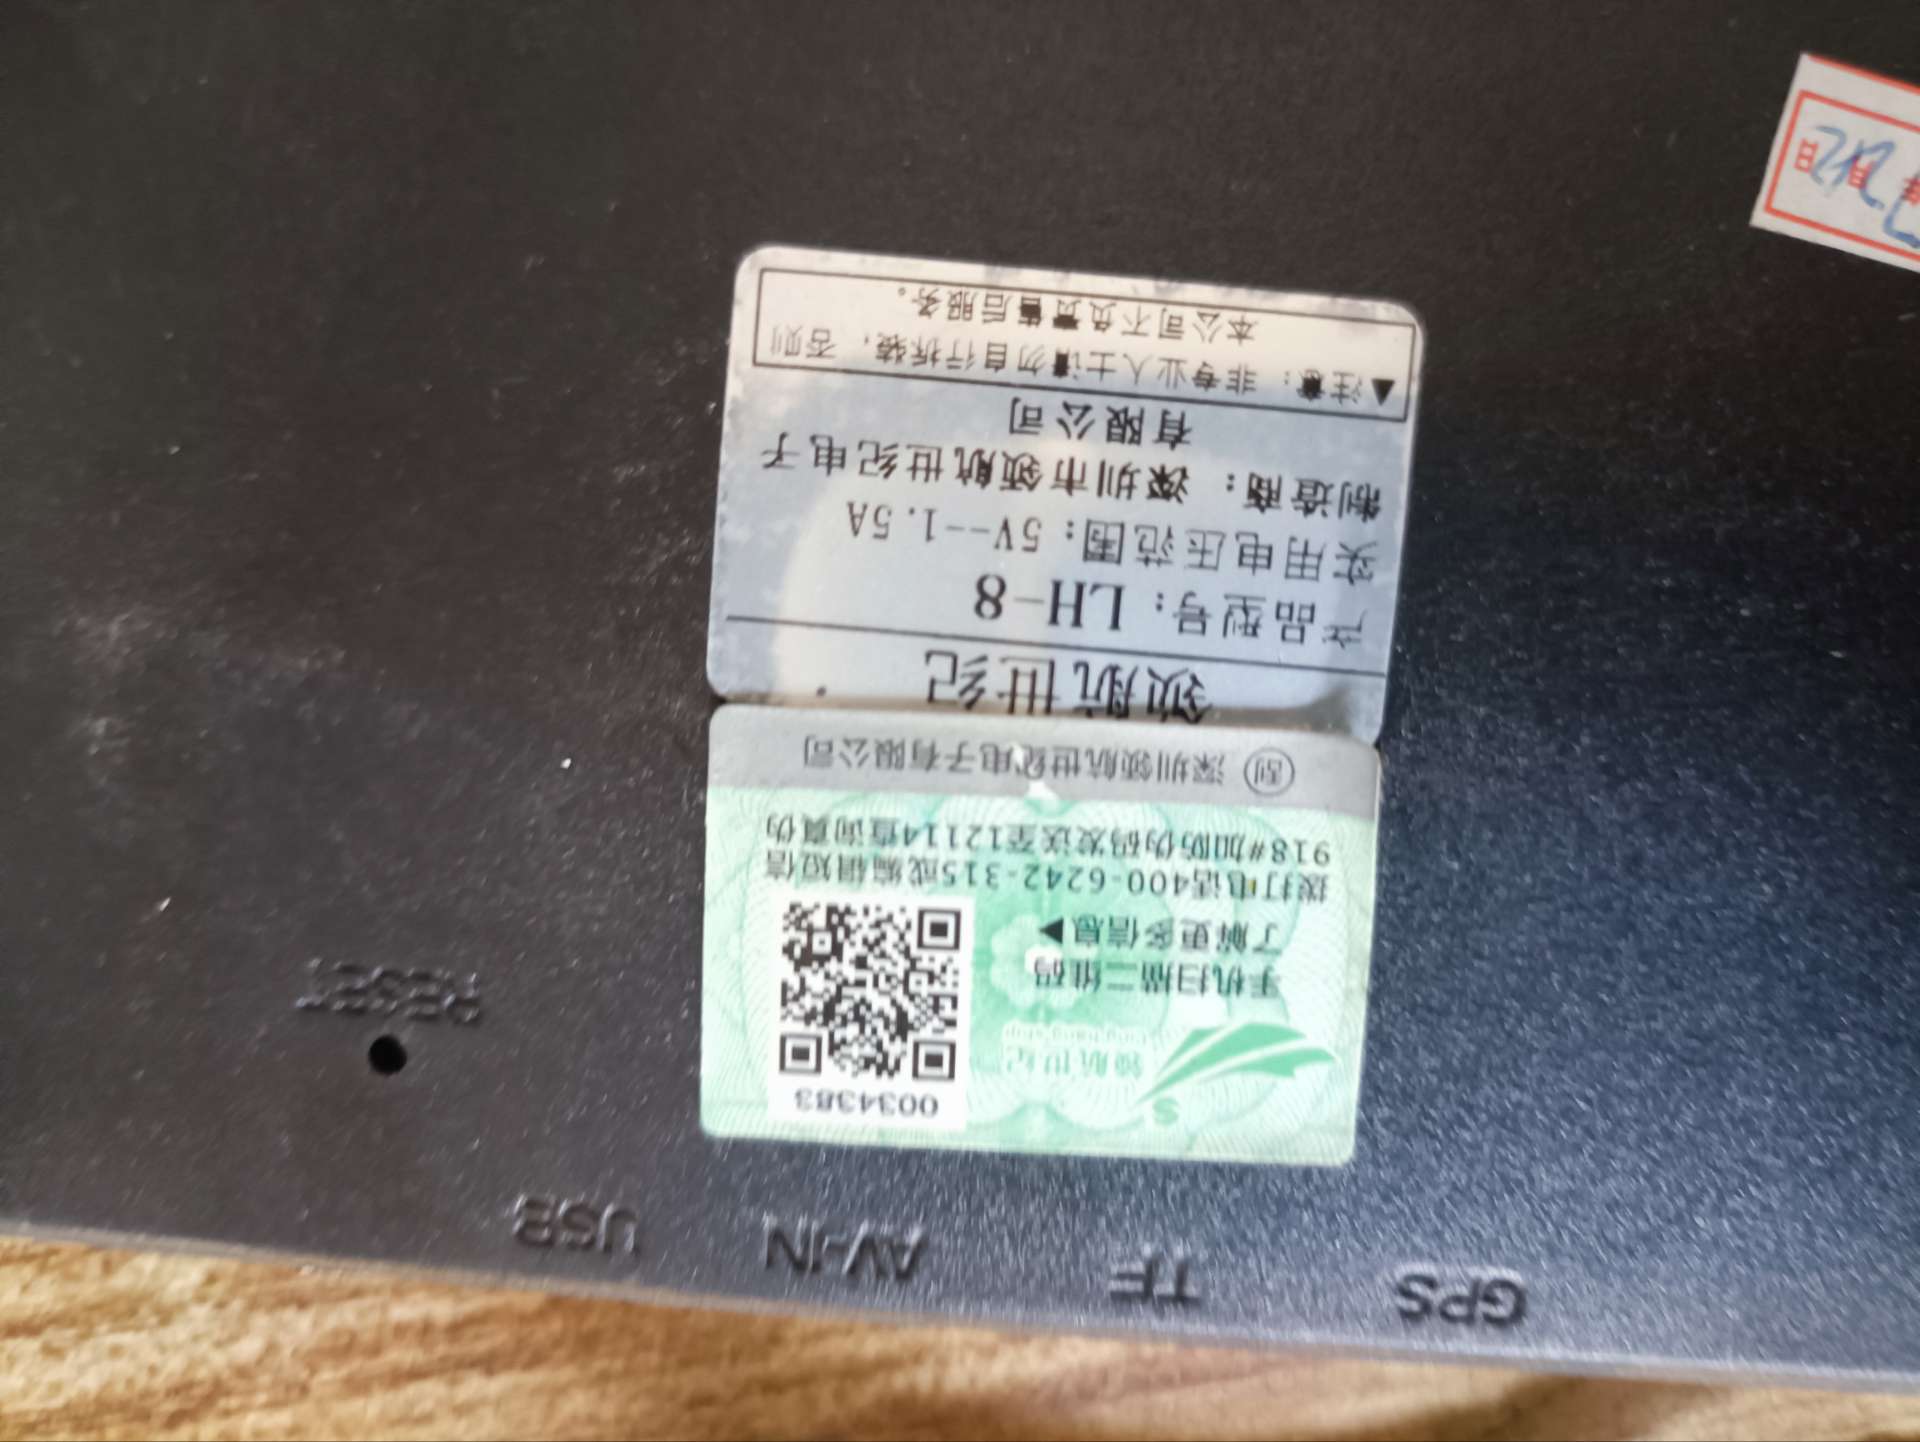 GPS
TF
AV-IN
USB
RESET
0034383
领航世纪
手机扫描二维码
了解更多信息▶
拨打电话400-6242-315或编辑短信
918#加防伪码发送至12114查询真伪
副 深圳领航世纪电子有限公司
领航世纪
产品型号：LH-8
实用电压范围：5V--1.5A
制造商：深圳市领航世纪电子
有限公司
▲注意：非专业人士请勿自行拆装，否则
本公司不负责售后服务。